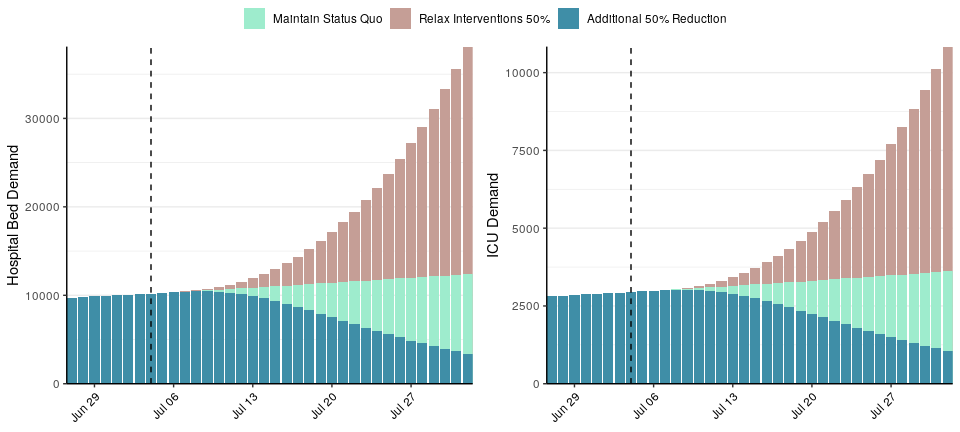 Maintain Status Quo Relax Interventions 50% Additional 50% Reduction
Hospital Bed Demand
30000
20000
10000
0
Jun 29 Jul 06 Jul 13 Jul 20 Jul 27
ICU Demand
10000
7500
5000
2500
0
Jun 29 Jul 06 Jul 13 Jul 20 Jul 27